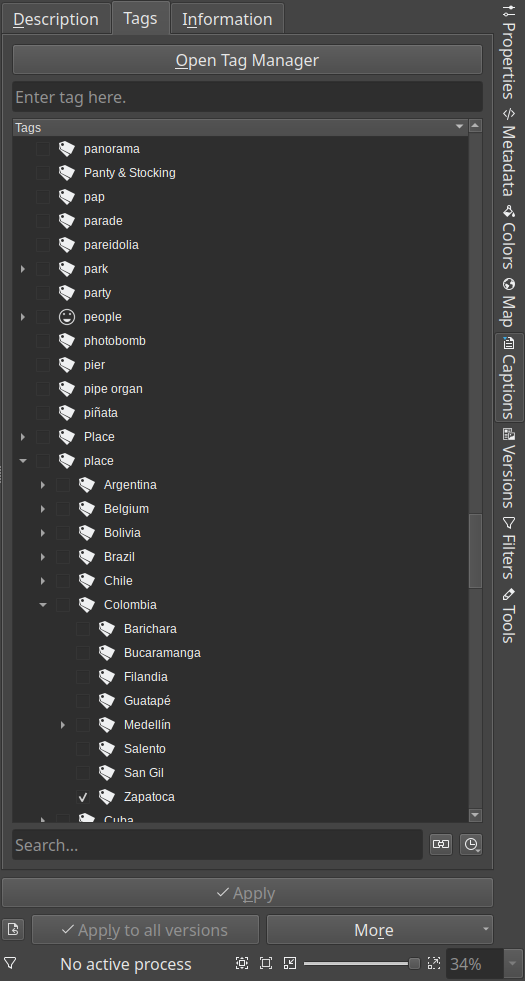 Description
Tags
Information
Open Tag Manager
Enter tag here.
Tags
panorama
Panty & Stocking
pap
parade
pareidolia
park
party
people
photobomb
pier
pipe organ
piñata
Place
place
Argentina
Belgium
Bolivia
Brazil
Chile
Colombia
Barichara
Bucaramanga
Filandia
Guatapé
Medellín
Salento
San Gil
Zapatoca
Cuba
Search...
Apply
Apply to all versions
More
No active process
34%
Properties
Metadata
Colors
Map
Captions
Versions
Filters
Tools